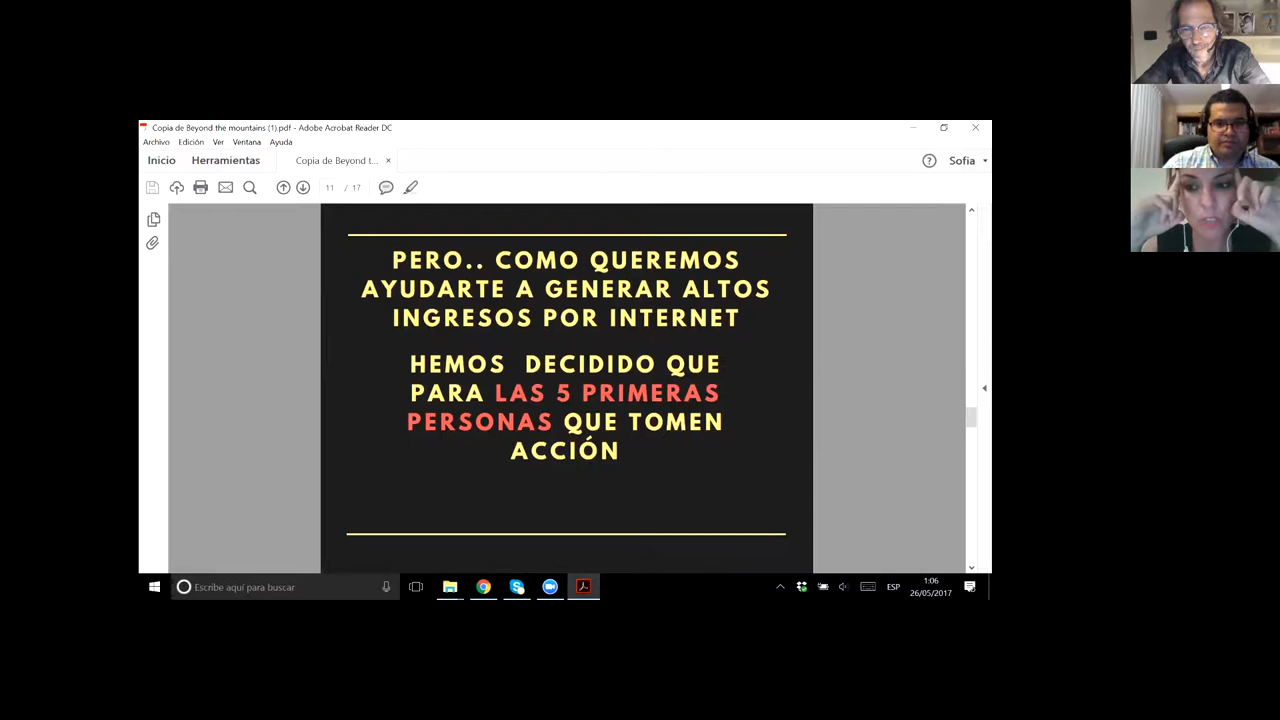 Copia de Beyond the mountains (1).pdf - Adobe Acrobat Reader DC
Archivo Edición Ver Ventana Ayuda
Inicio Herramientas Copia de Beyond t... × Sofia
11 / 17
PERO.. COMO QUEREMOS
AYUDARTE A GENERAR ALTOS
INGRESOS POR INTERNET
HEMOS DECIDIDO QUE
PARA LAS 5 PRIMERAS
PERSONAS QUE TOMEN
ACCIÓN
Escribe aquí para buscar
ESP
1:06
26/05/2017